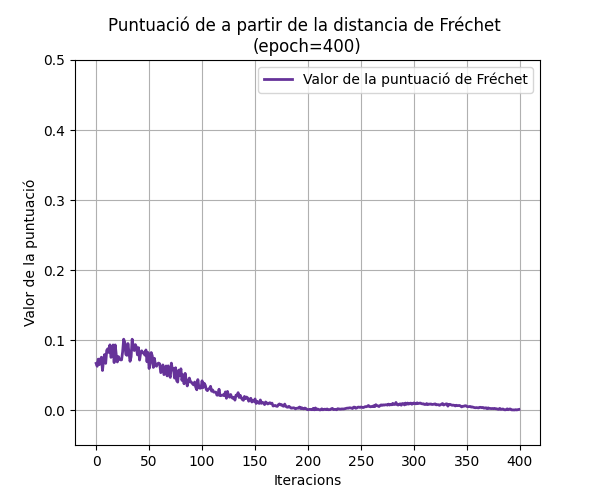 Puntuació de a partir de la distancia de Fréchet
(epoch=400)
Valor de la puntuació de Fréchet
Valor de la puntuació
0.5
0.4
0.3
0.2
0.1
0.0
0 50 100 150 200 250 300 350 400
Iteracions